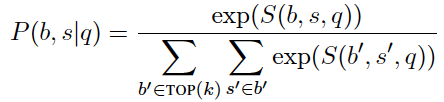 P(b, s|q) = exp(S(b, s, q)) / ∑_{b′∈TOP(k)} ∑_{s′∈b′} exp(S(b′, s′, q))